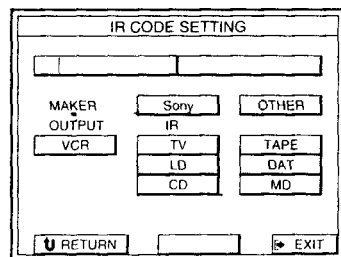 IR CODE SETTING
MAKER Sony OTHER
OUTPUT IR
VCR TV TAPE
LD DAT
CD MD
RETURN EXIT